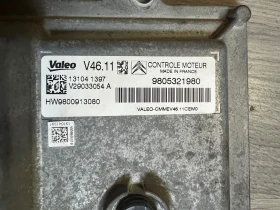 Valeo V46.11 CONTROLE MOTEUR
MADE IN FRANCE
13104 1397
V29033054 A
9805321980
HW9800913080
VALEO-CMMEV46.11CEM0